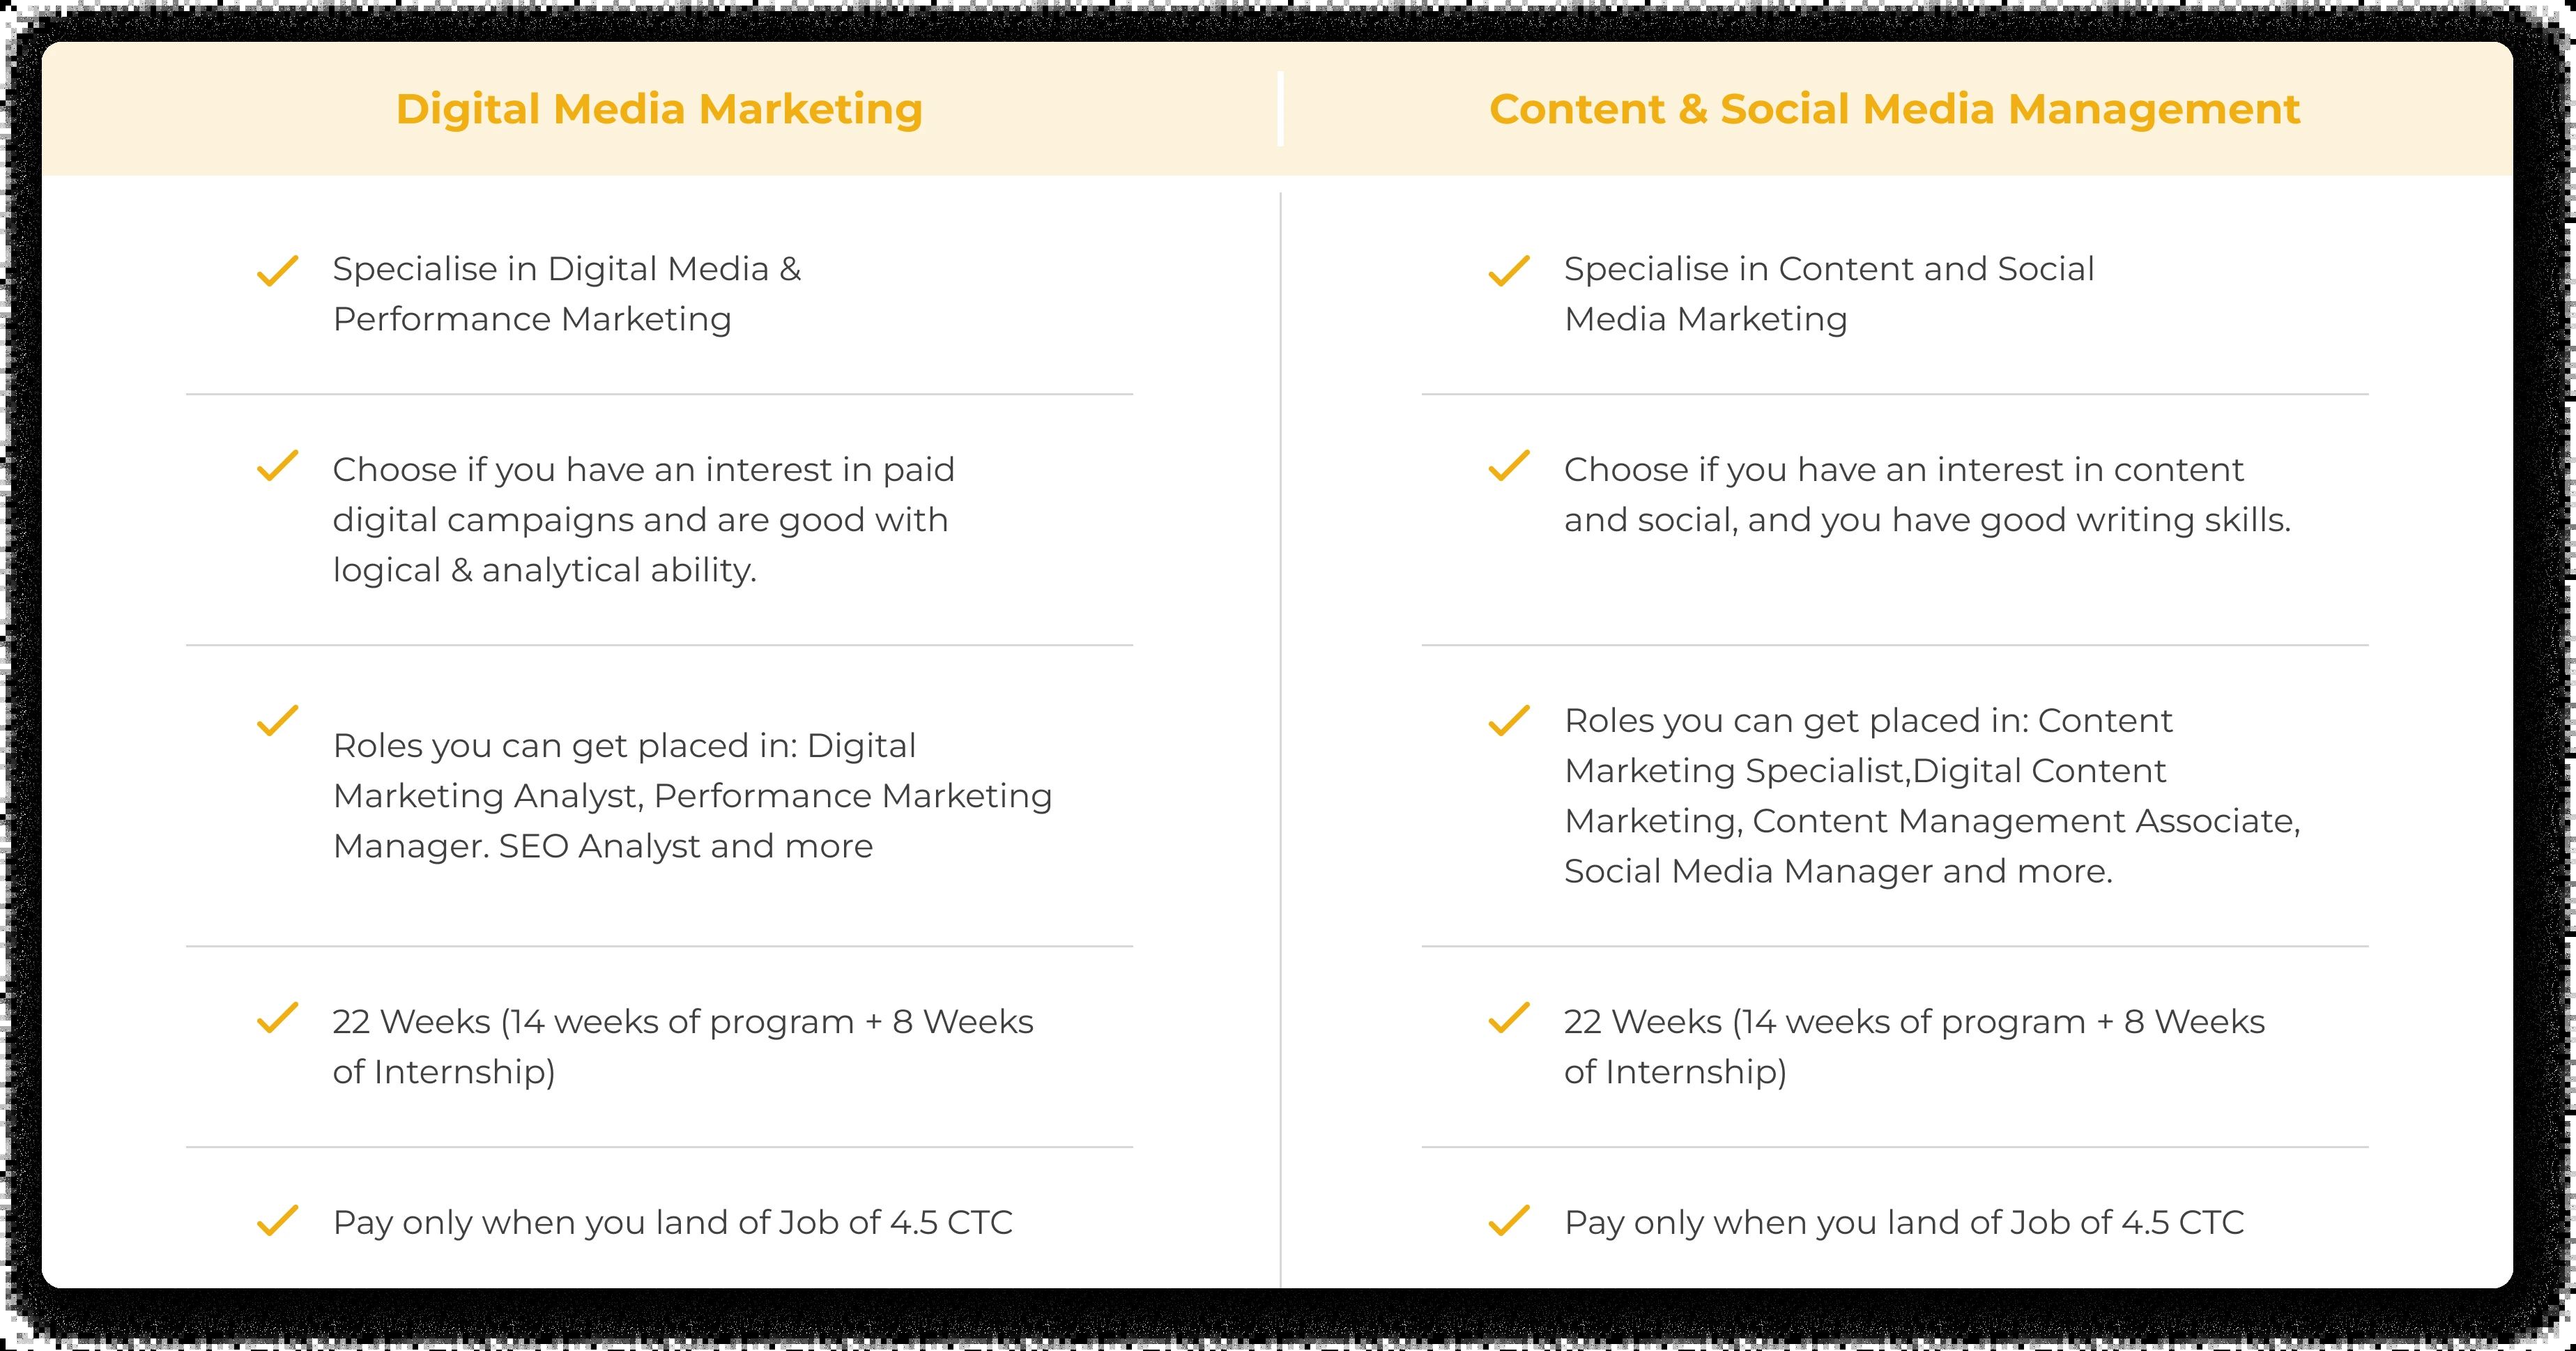 Digital Media Marketing
Content & Social Media Management
Specialise in Digital Media &
Performance Marketing
Specialise in Content and Social
Media Marketing
Choose if you have an interest in paid
digital campaigns and are good with
logical & analytical ability.
Choose if you have an interest in content
and social, and you have good writing skills.
Roles you can get placed in: Digital
Marketing Analyst, Performance Marketing
Manager. SEO Analyst and more
Roles you can get placed in: Content
Marketing Specialist,Digital Content
Marketing, Content Management Associate,
Social Media Manager and more.
22 Weeks (14 weeks of program + 8 Weeks
of Internship)
22 Weeks (14 weeks of program + 8 Weeks
of Internship)
Pay only when you land of Job of 4.5 CTC
Pay only when you land of Job of 4.5 CTC